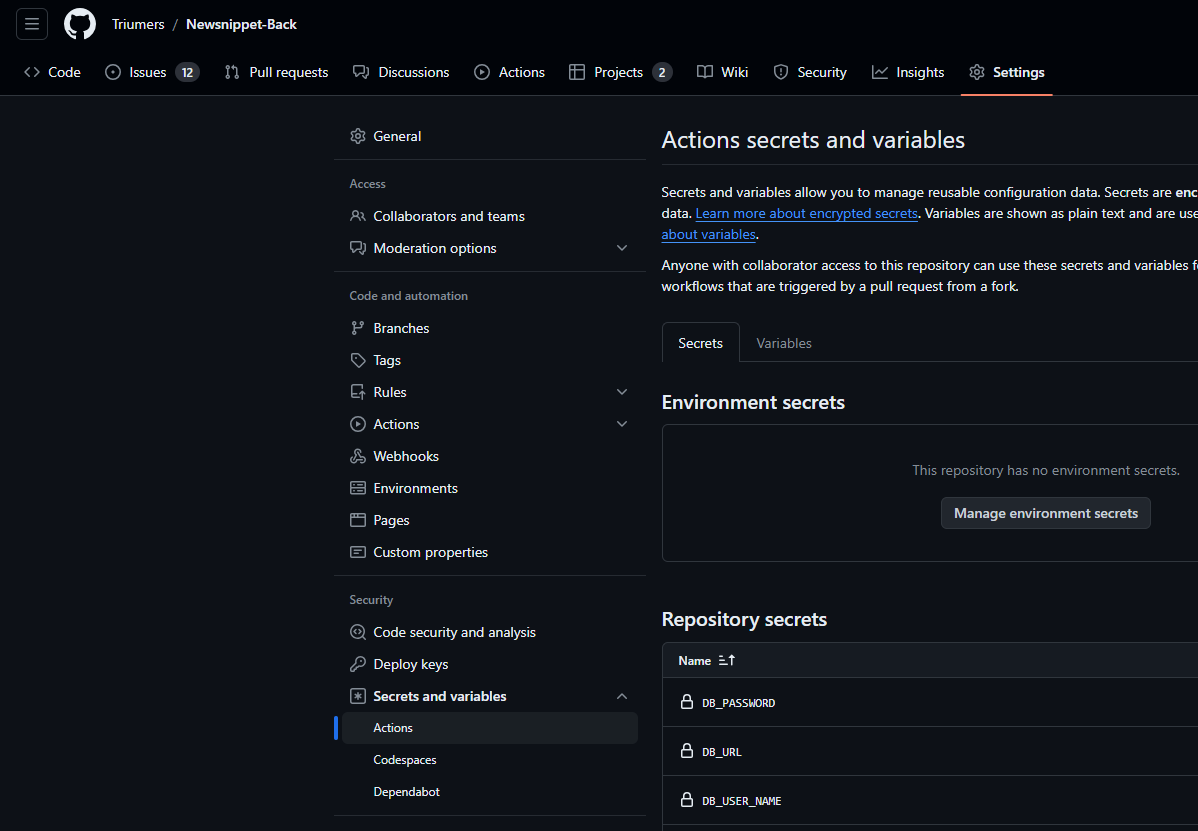 Triumers / Newsnippet-Back
Code Issues 12 Pull requests Discussions Actions Projects 2 Wiki Security Insights Settings
General
Access
Collaborators and teams
Moderation options
Code and automation
Branches
Tags
Rules
Actions
Webhooks
Environments
Pages
Custom properties
Security
Code security and analysis
Deploy keys
Secrets and variables
Actions
Codespaces
Dependabot
Actions secrets and variables
Secrets and variables allow you to manage reusable configuration data. Secrets are enc
data. Learn more about encrypted secrets. Variables are shown as plain text and are use
about variables.
Anyone with collaborator access to this repository can use these secrets and variables f
workflows that are triggered by a pull request from a fork.
Secrets Variables
Environment secrets
This repository has no environment secrets.
Manage environment secrets
Repository secrets
Name
DB_PASSWORD
DB_URL
DB_USER_NAME